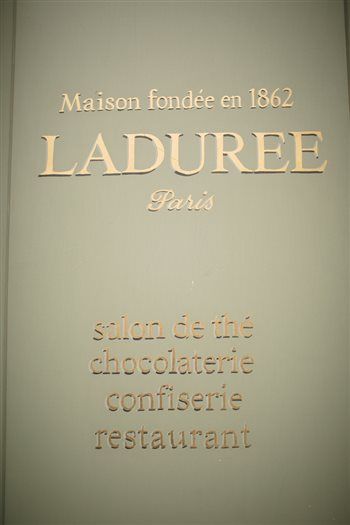 Maison fondée en 1862
LADUREE
Paris
salon de thé
chocolaterie
confiserie
restaurant